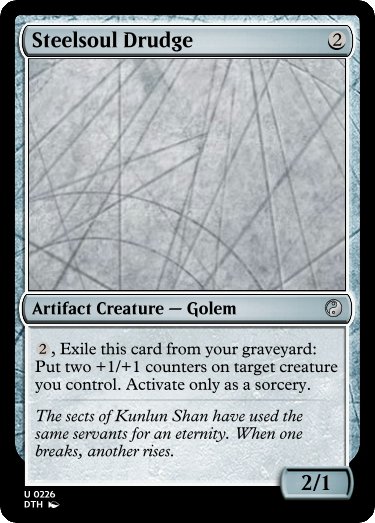 Steelsoul Drudge 2
Artifact Creature — Golem
2, Exile this card from your graveyard:
Put two +1/+1 counters on target creature
you control. Activate only as a sorcery.
The sects of Kunlun Shan have used the
same servants for an eternity. When one
breaks, another rises.
2/1
U 0226
DTH